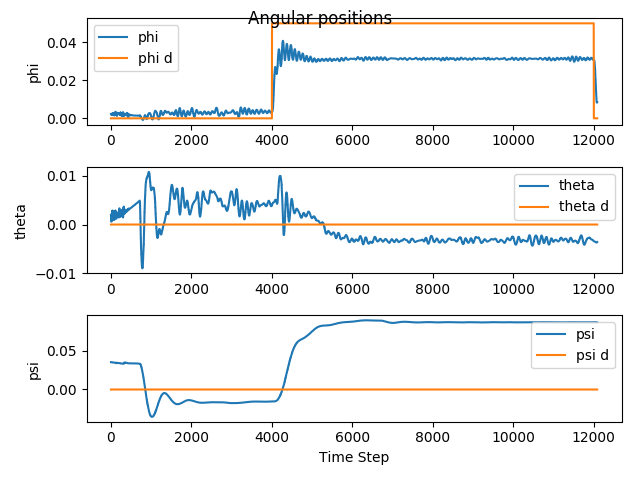 Angular positions
phi
0.04
0.02
0.00
phi
phi d
0 2000 4000 6000 8000 10000 12000
theta
0.01
0.00
−0.01
theta
theta d
0 2000 4000 6000 8000 10000 12000
psi
0.05
0.00
psi
psi d
0 2000 4000 6000 8000 10000 12000
Time Step